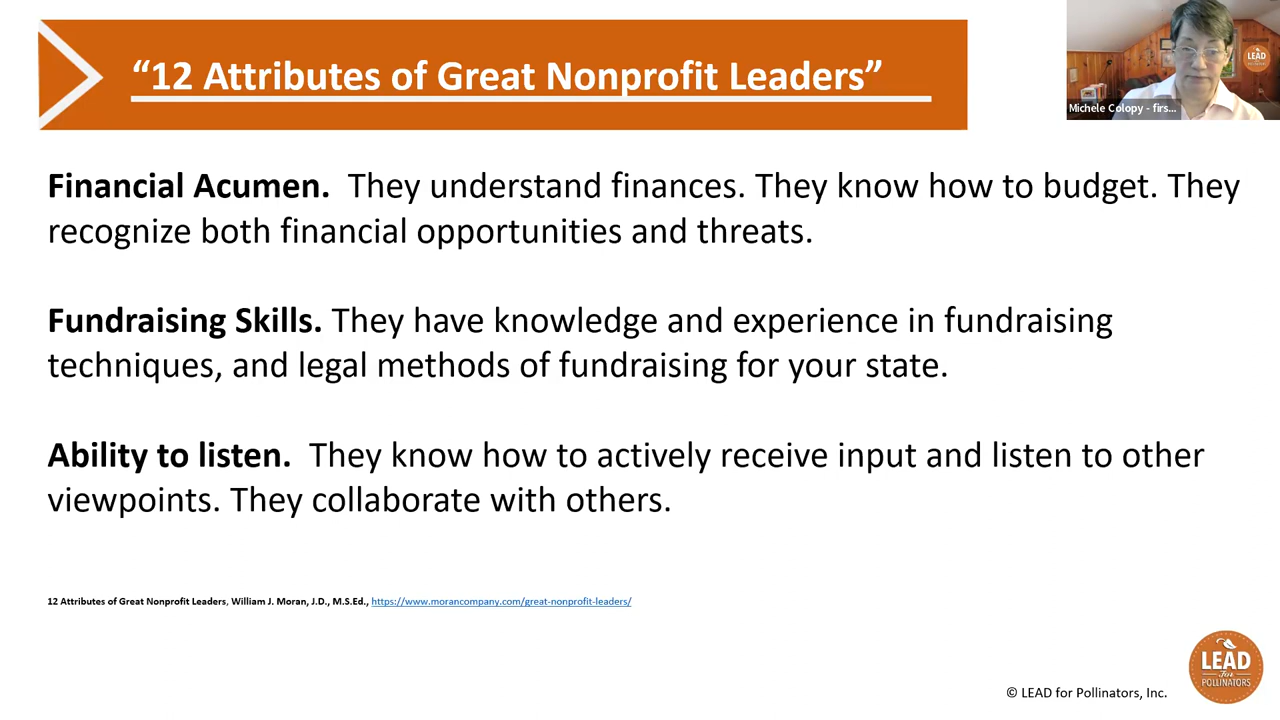 “12 Attributes of Great Nonprofit Leaders”
LEAD
Michele Colopy - firs...
Financial Acumen. They understand finances. They know how to budget. They
recognize both financial opportunities and threats.
Fundraising Skills. They have knowledge and experience in fundraising
techniques, and legal methods of fundraising for your state.
Ability to listen. They know how to actively receive input and listen to other
viewpoints. They collaborate with others.
12 Attributes of Great Nonprofit Leaders, William J. Moran, J.D., M.S.Ed., https://www.morancompany.com/great-nonprofit-leaders/
LEAD
for
POLLINATORS
© LEAD for Pollinators, Inc.